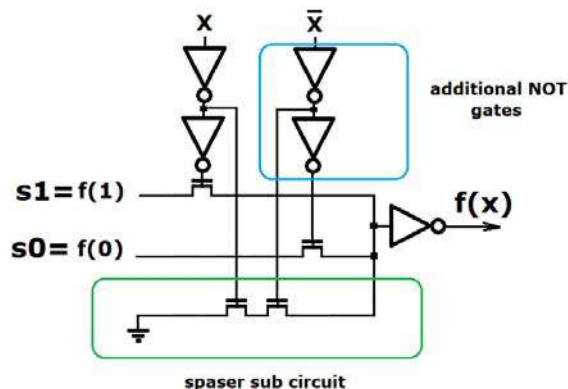 X
X̅
additional NOT
gates
s1= f(1)
f(x)
s0= f(0)
spaser sub circuit